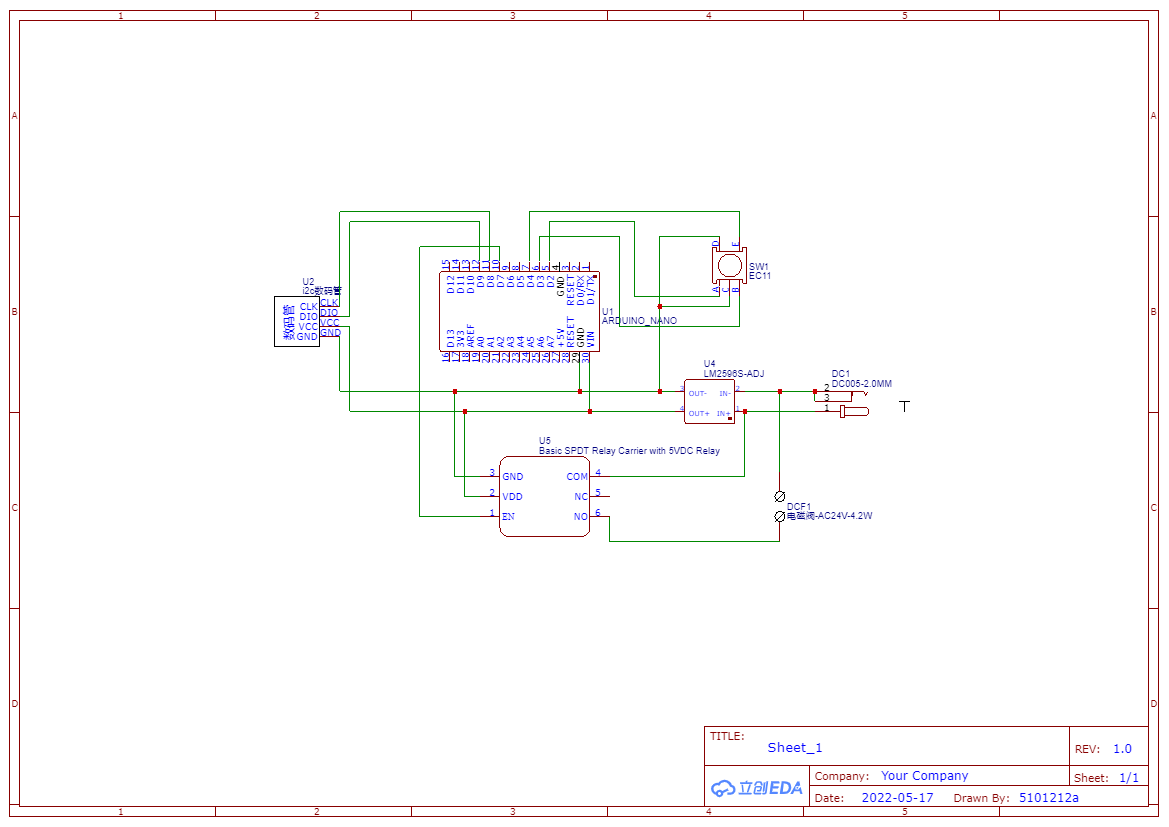 1 2 3 4 5
A A
B B
C C
D D
U2
i2c数码管
数码管
CLK
DIO
VCC
GND
CLK
DIO
VCC
GND
15 14 13 12 11 10 9 8 7 6 5 4 3 2 1
D12 D11 D10 D9 D8 D7 D6 D5 D4 D3 D2 GND RESET D0/RX D1/TX
D13 3V3 AREF A0 A1 A2 A3 A4 A5 A6 A7 +5V RESET GND VIN
16 17 18 19 20 21 22 23 24 25 26 27 28 29 30
U1
ARDUINO_NANO
D E
A C B
SW1
EC11
U4
LM2596S-ADJ
3 OUT- IN- 2
4 OUT+ IN+ 1
DC1
DC005-2.0MM
2
3
1
U5
Basic SPDT Relay Carrier with 5VDC Relay
3 GND COM 4
2 VDD NC 5
1 EN NO 6
DCF1
电磁阀-AC24V-4.2W
T
TITLE:
Sheet_1
REV: 1.0
立创EDA
Company: Your Company
Sheet: 1/1
Date: 2022-05-17 Drawn By: 5101212a
1 2 3 4 5